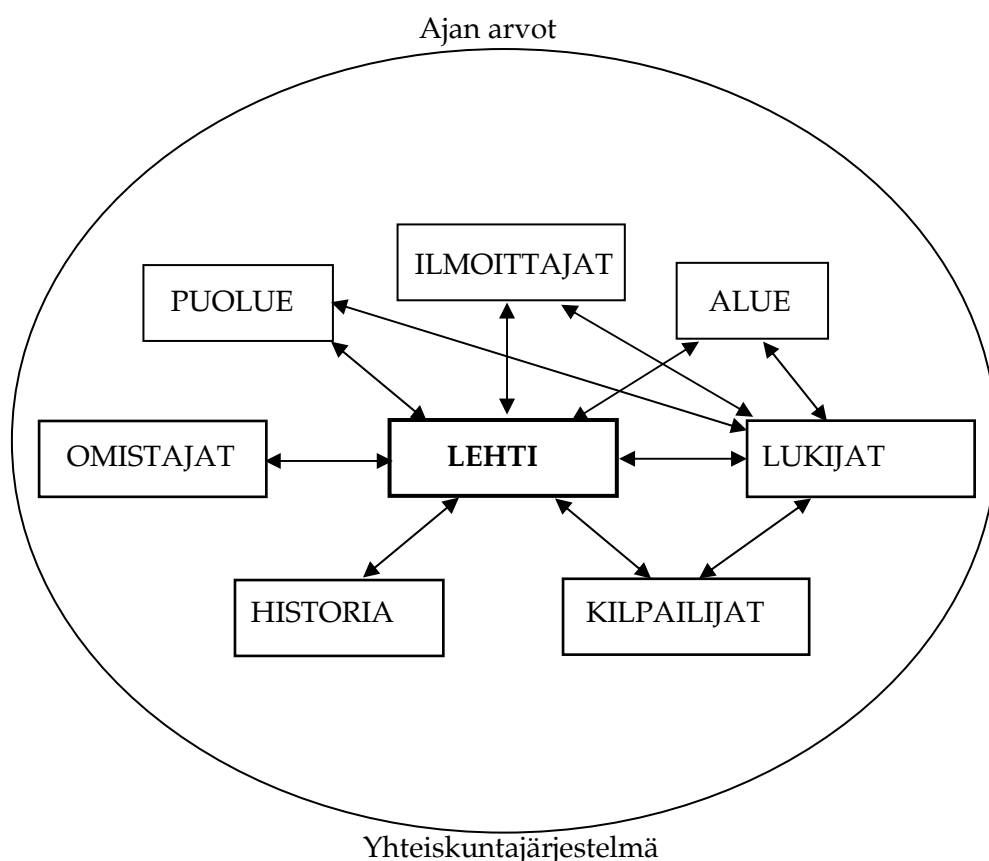 Ajan arvot
ILMOITTAJAT
PUOLUE
ALUE
OMISTAJAT
LEHTI
LUKIJAT
HISTORIA
KILPAILIJAT
Yhteiskuntajärjestelmä